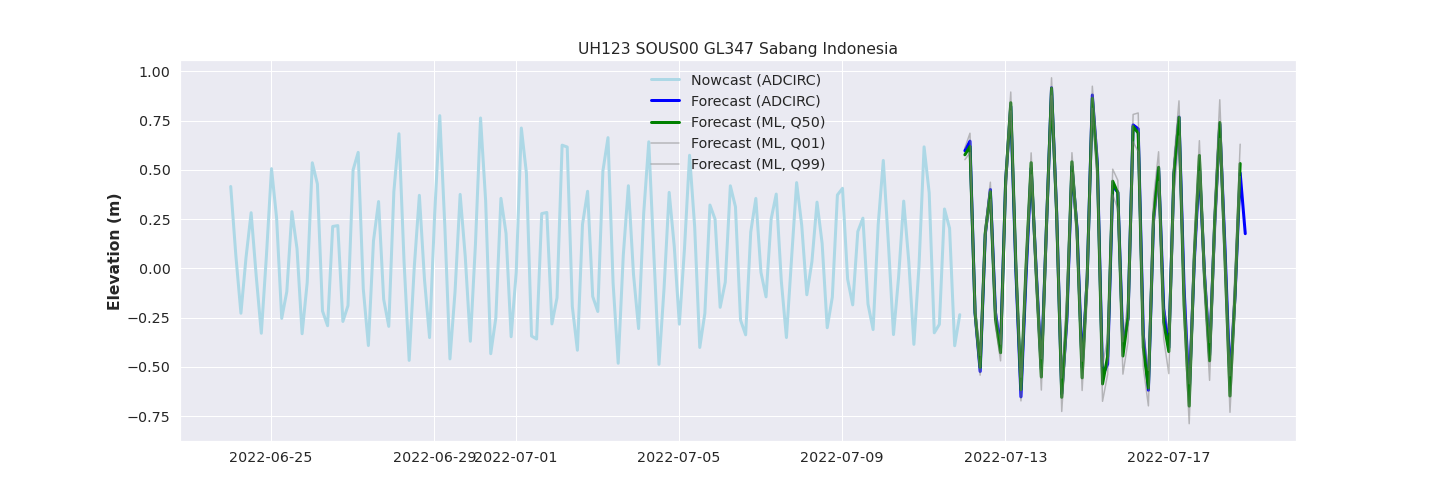 UH123 SOUS00 GL347 Sabang Indonesia
Nowcast (ADCIRC)
Forecast (ADCIRC)
Forecast (ML, Q50)
Forecast (ML, Q01)
Forecast (ML, Q99)
Elevation (m)
1.00
0.75
0.50
0.25
0.00
−0.25
−0.50
−0.75
2022-06-25 2022-06-29 2022-07-01 2022-07-05 2022-07-09 2022-07-13 2022-07-17